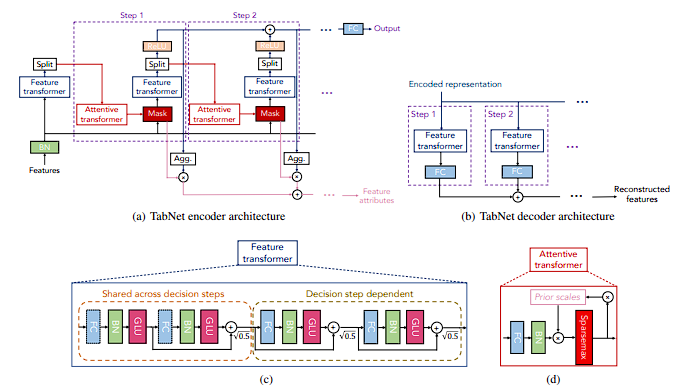 Step 1
Step 2
FC
Output
ReLU
ReLU
Split
Split
Split
Feature
transformer
Feature
transformer
Feature
transformer
Attentive
transformer
Mask
Attentive
transformer
Mask
BN
Features
Agg.
Agg.
Feature
attributes
(a) TabNet encoder architecture
Encoded representation
Step 1
Step 2
Feature
transformer
Feature
transformer
FC
FC
Reconstructed
features
(b) TabNet decoder architecture
Feature
transformer
Shared across decision steps
Decision step dependent
FC
BN
GLU
FC
BN
GLU
√0.5
FC
BN
GLU
√0.5
FC
BN
GLU
√0.5
(c)
Attentive
transformer
Prior scales
FC
BN
Sparsemax
(d)